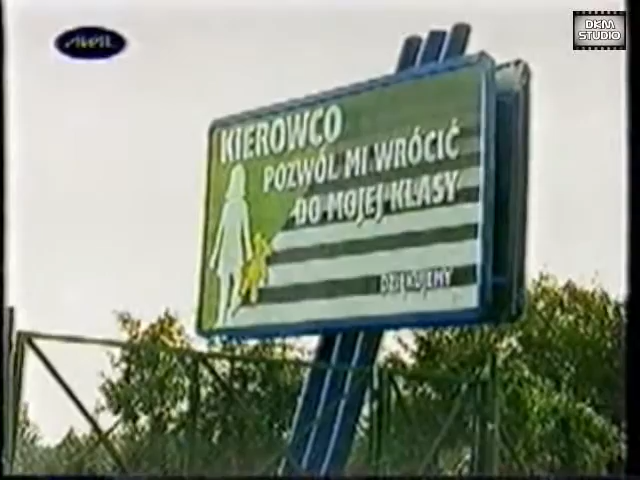 DKM
STUDIO
KIEROWCO
POZWÓL MI WRÓCIĆ
DO MOJEJ KLASY
DZIĘKUJEMY